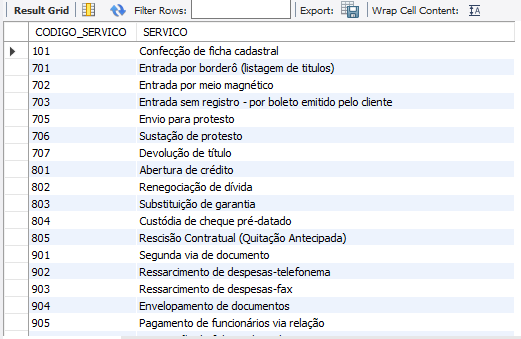 Result Grid Filter Rows: Export: Wrap Cell Content:
CODIGO_SERVICO SERVICO
101 Confecção de ficha cadastral
701 Entrada por borderô (listagem de titulos)
702 Entrada por meio magnético
703 Entrada sem registro - por boleto emitido pelo cliente
705 Envio para protesto
706 Sustação de protesto
707 Devolução de título
801 Abertura de crédito
802 Renegociação de dívida
803 Substituição de garantia
804 Custódia de cheque pré-datado
805 Rescisão Contratual (Quitação Antecipada)
901 Segunda via de documento
902 Ressarcimento de despesas-telefonema
903 Ressarcimento de despesas-fax
904 Envelopamento de documentos
905 Pagamento de funcionários via relação